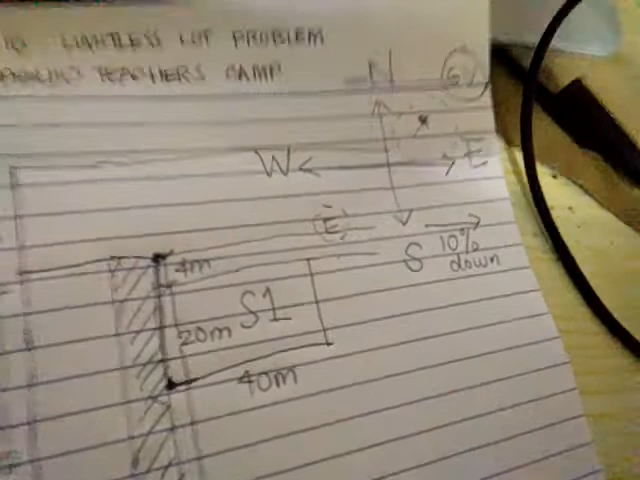 LIGHTLESS LOT PROBLEM
TEACHERS CAMP
N
W E
(E)
S 10%
down
4m
S1
20m
40m